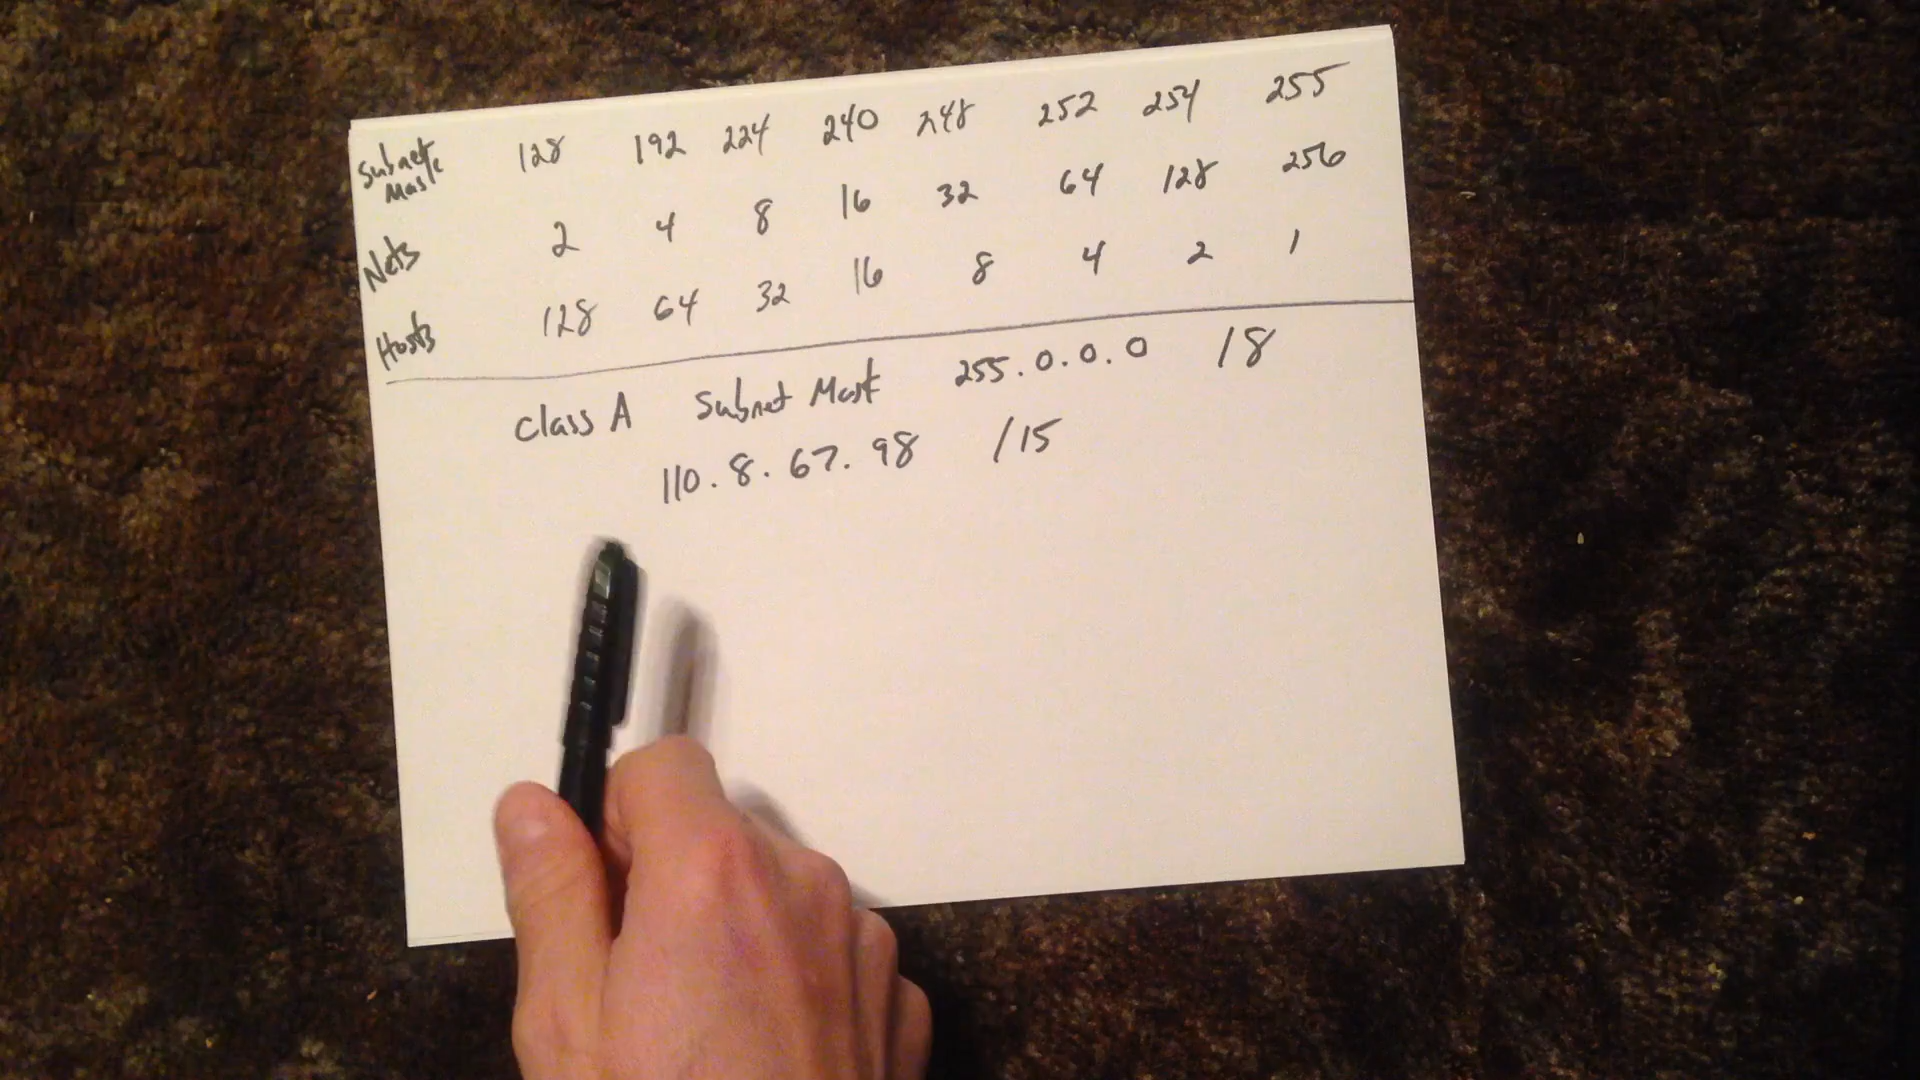 Subnet Mask 128 192 224 240 248 252 254 255
Nets 2 4 8 16 32 64 128 256
Hosts 128 64 32 16 8 4 2 1
Class A Subnet Mask 255.0.0.0 /8
110.8.67.98 /15